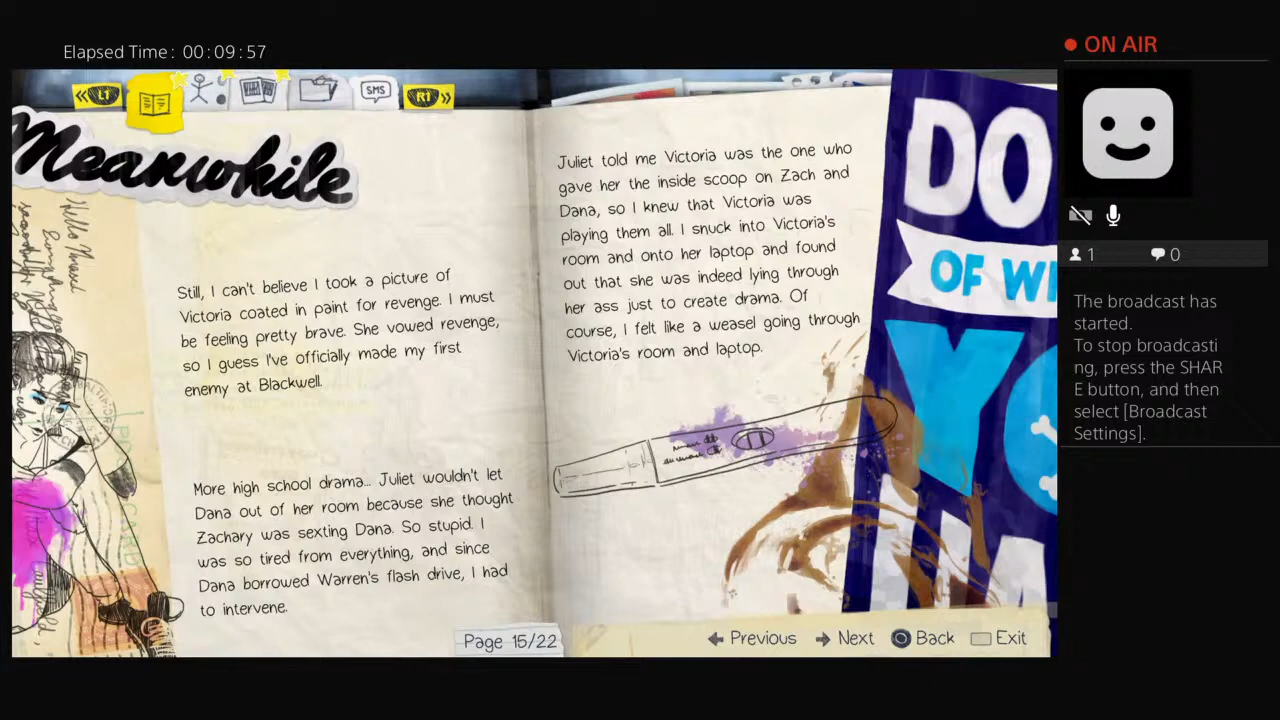 Elapsed Time: 00:09:57
ON AIR
L1
SMS
R1
Meanwhile
Still, I can't believe I took a picture of
Victoria coated in paint for revenge. I must
be feeling pretty brave. She vowed revenge,
so I guess I've officially made my first
enemy at Blackwell.
More high school drama... Juliet wouldn't let
Dana out of her room because she thought
Zachary was sexting Dana. So stupid. I
was so tired from everything, and since
Dana borrowed Warren's flash drive, I had
to intervene.
Juliet told me Victoria was the one who
gave her the inside scoop on Zach and
Dana, so I knew that Victoria was
playing them all. I snuck into Victoria's
room and onto her laptop and found
out that she was indeed lying through
her ass just to create drama. Of
course, I felt like a weasel going through
Victoria's room and laptop.
DO
OF
Page 15/22
Previous
Next
Back
Exit
1
0
The broadcast has
started.
To stop broadcasti
ng, press the SHAR
E button, and then
select [Broadcast
Settings].